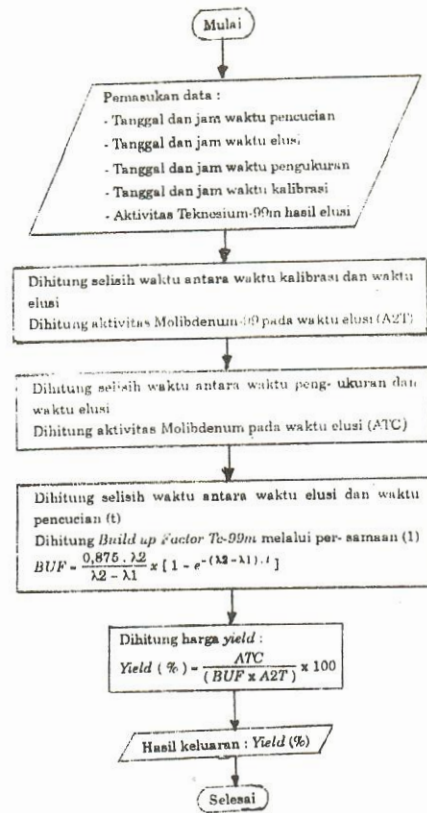 Mulai
Pemasukan data :
- Tanggal dan jam waktu pencucian
- Tanggal dan jam waktu elusi
- Tanggal dan jam waktu pengukuran
- Tanggal dan jam waktu kalibrasi
- Aktivitas Teknesium-99m hasil elusi
Dihitung selisih waktu antara waktu kalibrasi dan waktu
elusi
Dihitung aktivitas Molibdenum-99 pada waktu elusi (A2T)
Dihitung selisih waktu antara waktu peng- ukuran dan
waktu elusi
Dihitung aktivitas Molibdenum pada waktu elusi (ATC)
Dihitung selisih waktu antara waktu elusi dan waktu
pencucian (t)
Dihitung Build up Factor Tc-99m melalui per- samaan (1)
BUF = 0,875 . λ2 / λ2 – λ1 x [ 1 – e^-(λ2 – λ1) . t ]
Dihitung harga yield :
Yield ( % ) = ATC / ( BUF x A2T ) x 100
Hasil keluaran : Yield (%)
Selesai